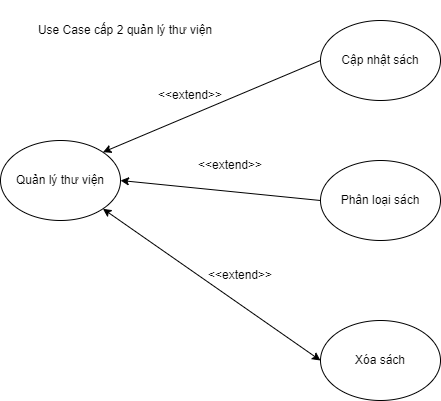 Use Case cấp 2 quản lý thư viện
Cập nhật sách
<<extend>>
<<extend>>
Quản lý thư viện
Phân loại sách
<<extend>>
Xóa sách